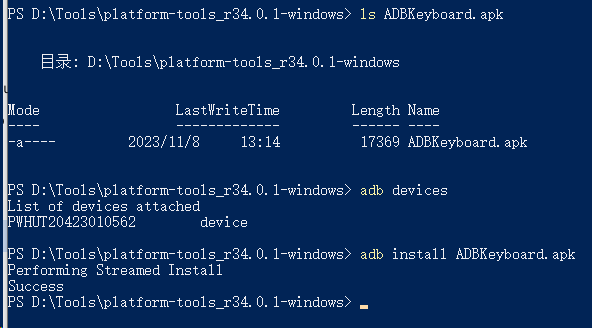 PS D:\Tools\platform-tools_r34.0.1-windows> ls ADBKeyboard.apk
目录: D:\Tools\platform-tools_r34.0.1-windows
Mode LastWriteTime Length Name
---- ------------- ------ ----
-a---- 2023/11/8 13:14 17369 ADBKeyboard.apk
PS D:\Tools\platform-tools_r34.0.1-windows> adb devices
List of devices attached
PWHUT20423010562 device
PS D:\Tools\platform-tools_r34.0.1-windows> adb install ADBKeyboard.apk
Performing Streamed Install
Success
PS D:\Tools\platform-tools_r34.0.1-windows> _